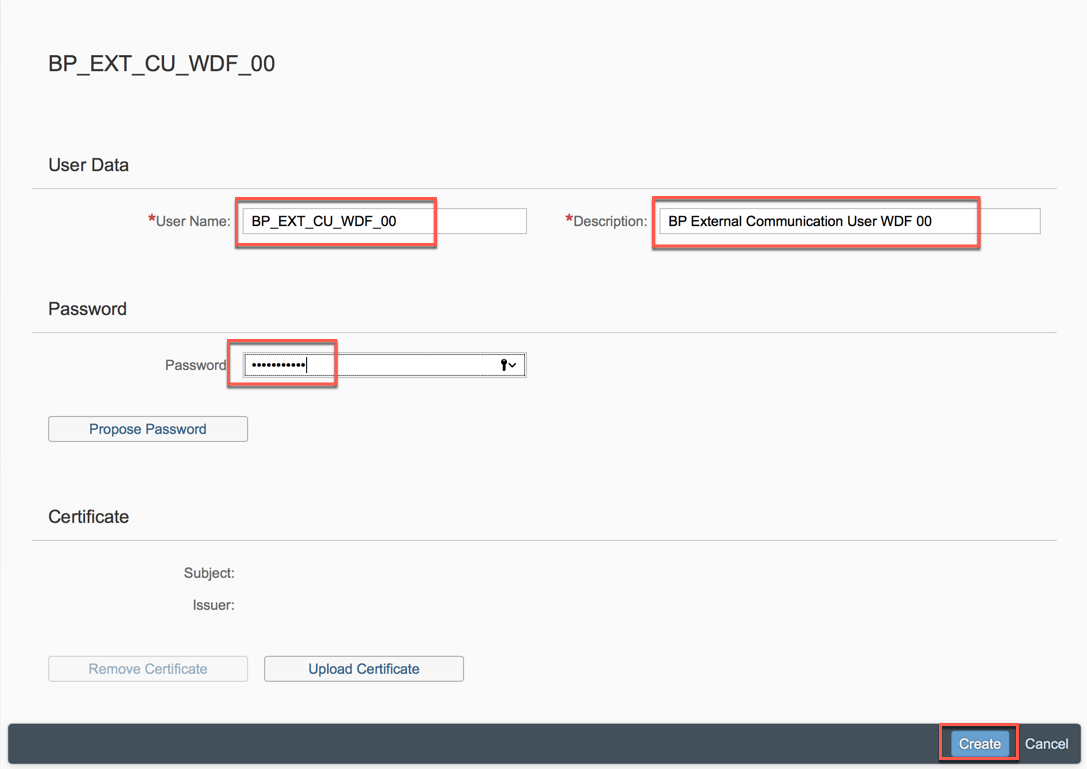 BP_EXT_CU_WDF_00
User Data
*User Name: BP_EXT_CU_WDF_00 *Description: BP External Communication User WDF 00
Password
Password •••••••••••
Propose Password
Certificate
Subject:
Issuer:
Remove Certificate Upload Certificate
Create Cancel